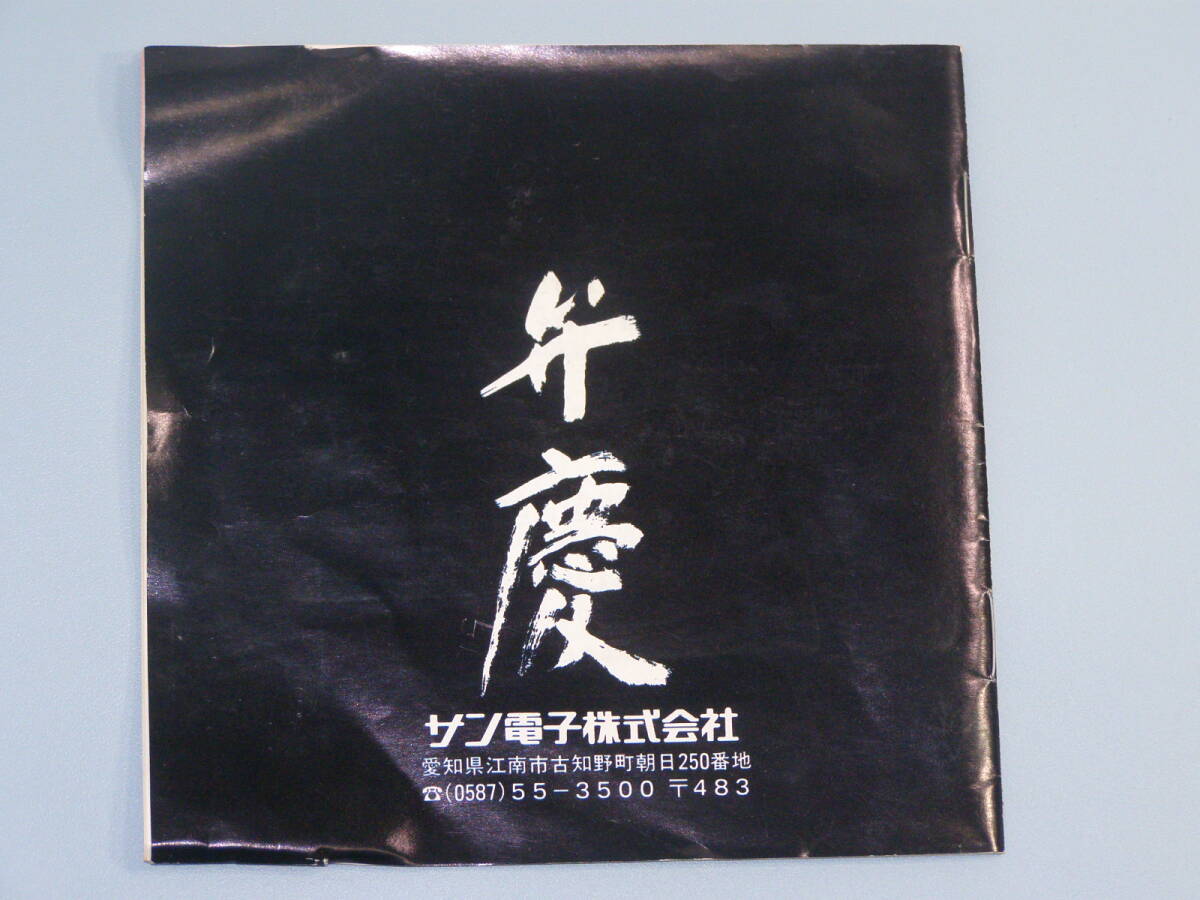 弁慶
サン電子株式会社
愛知県江南市古知野町朝日250番地
☎(0587)55-3500 〒483